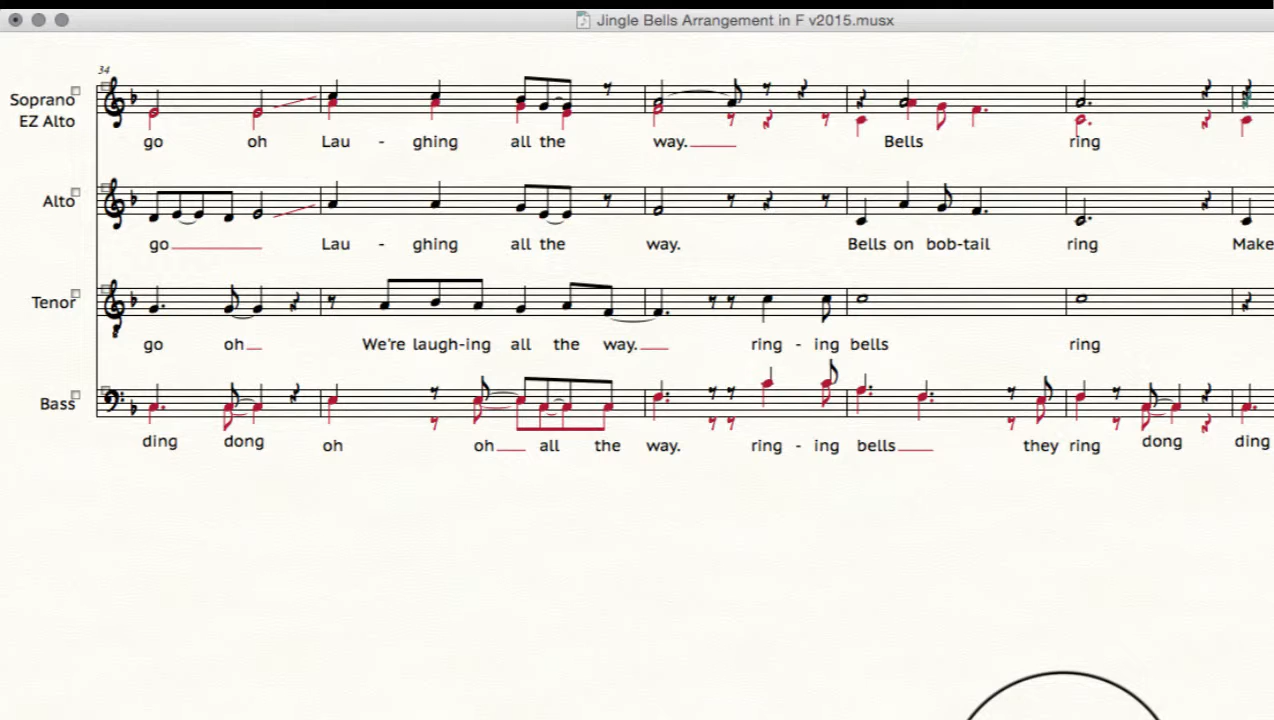 Jingle Bells Arrangement in F v2015.musx
34
Soprano
EZ Alto
go oh Lau - ghing all the way. Bells ring
Alto
go Lau - ghing all the way. Bells on bob-tail ring Make
Tenor
go oh We're laugh-ing all the way. ring - ing bells ring
Bass
ding dong oh oh all the way. ring - ing bells they ring dong ding